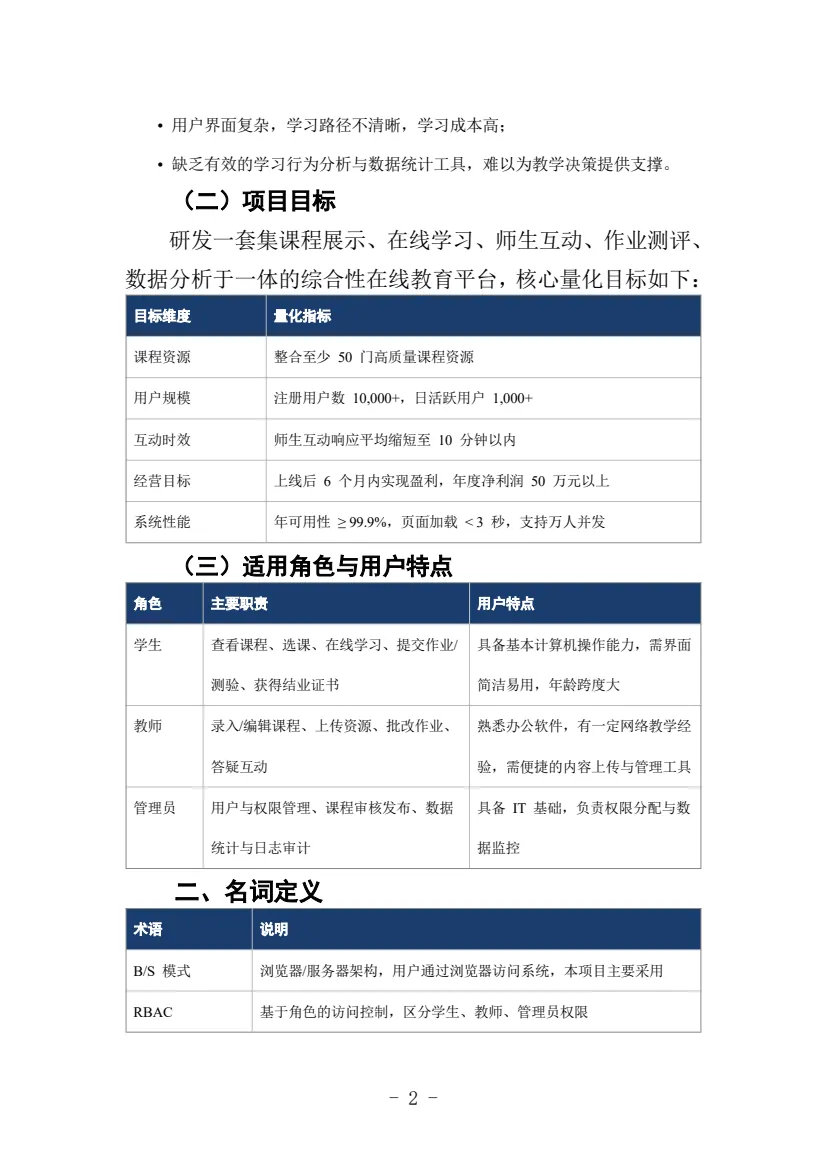 • 用户界面复杂，学习路径不清晰，学习成本高；
• 缺乏有效的学习行为分析与数据统计工具，难以为教学决策提供支撑。
（二）项目目标
研发一套集课程展示、在线学习、师生互动、作业测评、
数据分析于一体的综合性在线教育平台，核心量化目标如下：
目标维度 量化指标
课程资源 整合至少 50 门高质量课程资源
用户规模 注册用户数 10,000+，日活跃用户 1,000+
互动时效 师生互动响应平均缩短至 10 分钟以内
经营目标 上线后 6 个月内实现盈利，年度净利润 50 万元以上
系统性能 年可用性 ≥ 99.9%，页面加载 < 3 秒，支持万人并发
（三）适用角色与用户特点
角色 主要职责 用户特点
学生 查看课程、选课、在线学习、提交作业/ 具备基本计算机操作能力，需界面
测验、获得结业证书 简洁易用，年龄跨度大
教师 录入/编辑课程、上传资源、批改作业、 熟悉办公软件，有一定网络教学经
答疑互动 验，需便捷的内容上传与管理工具
管理员 用户与权限管理、课程审核发布、数据 具备 IT 基础，负责权限分配与数
统计与日志审计 据监控
二、名词定义
术语 说明
B/S 模式 浏览器/服务器架构，用户通过浏览器访问系统，本项目主要采用
RBAC 基于角色的访问控制，区分学生、教师、管理员权限
- 2 -